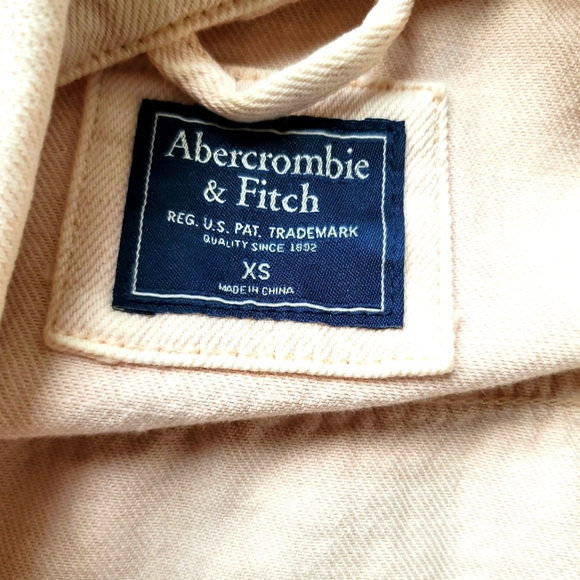 Abercrombie
& Fitch
REG. U.S. PAT. TRADEMARK
QUALITY SINCE 1892
XS
MADE IN CHINA